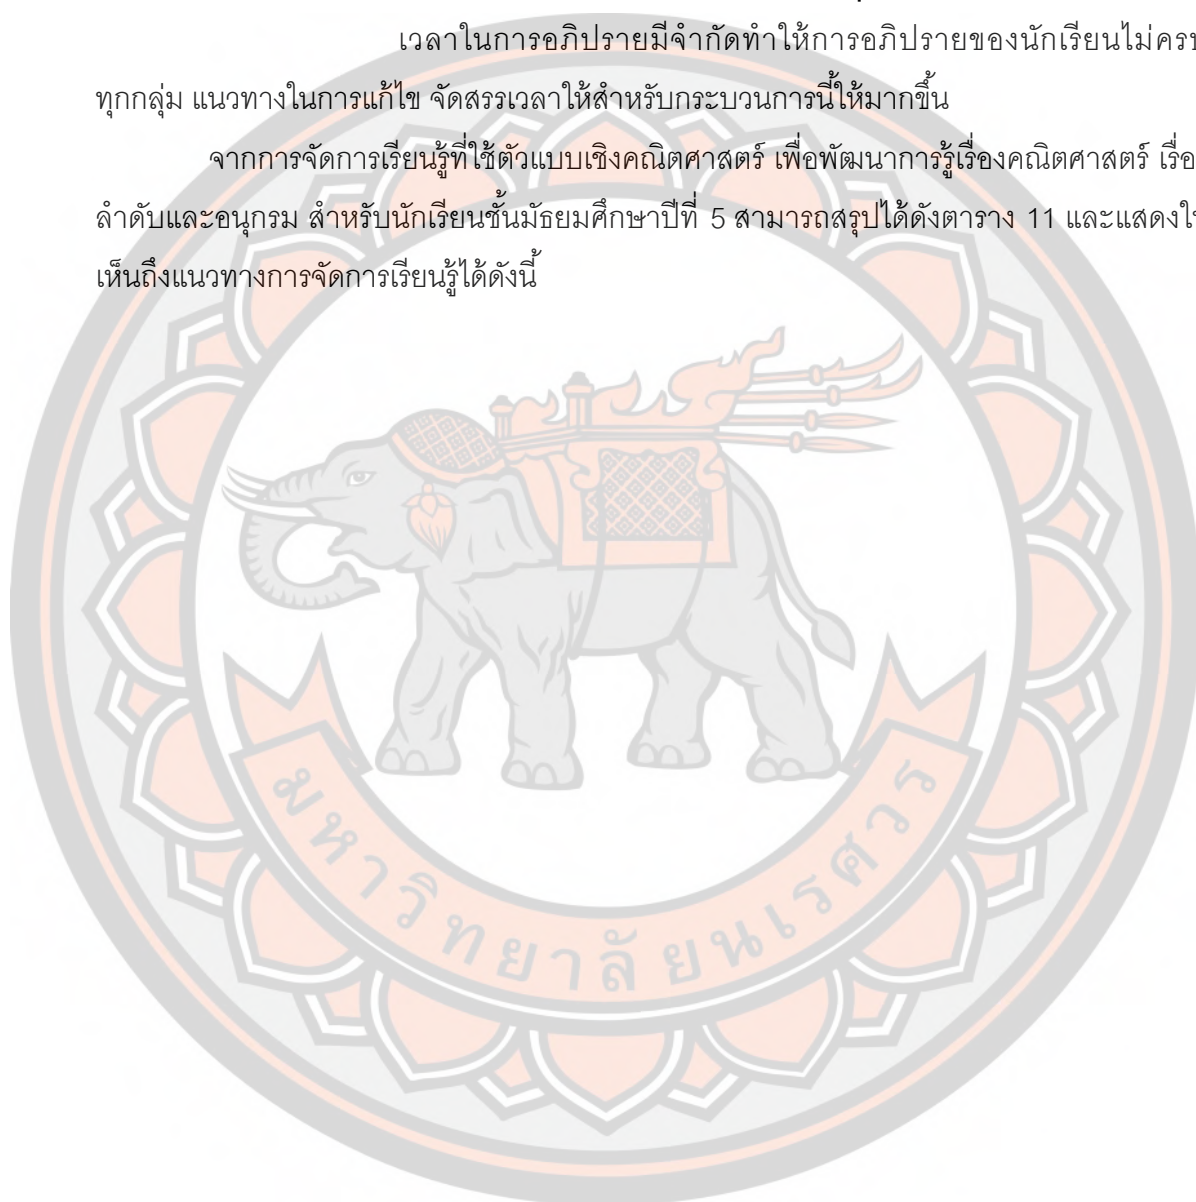 เวลาในการอภิปรายมีจำกัดทำให้การอภิปรายของนักเรียนไม่ครบ
ทุกกลุ่ม แนวทางในการแก้ไข จัดสรรเวลาให้สำหรับกระบวนการนี้ให้มากขึ้น
จากการจัดการเรียนรู้ที่ใช้ตัวแบบเชิงคณิตศาสตร์ เพื่อพัฒนาการรู้เรื่องคณิตศาสตร์ เรื่อ
ลำดับและอนุกรม สำหรับนักเรียนชั้นมัธยมศึกษาปีที่ 5 สามารถสรุปได้ดังตาราง 11 และแสดงให้
เห็นถึงแนวทางการจัดการเรียนรู้ได้ดังนี้
มหาวิทยาลัยนเรศวร